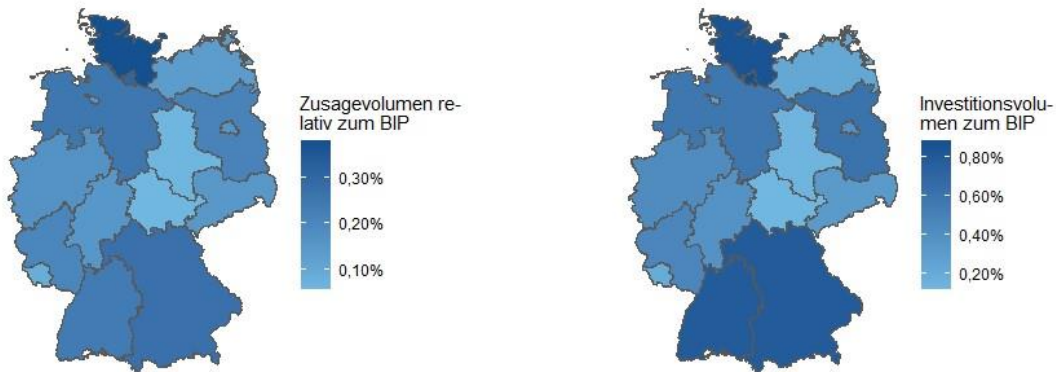 Zusagevolumen re-
lativ zum BIP
0,30%
0,20%
0,10%
Investitionsvolu-
men zum BIP
0,80%
0,60%
0,40%
0,20%